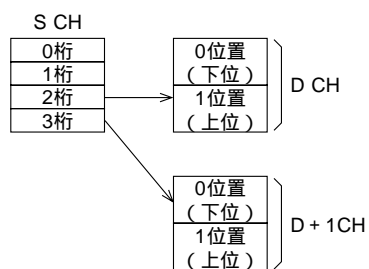 S CH
0桁
1桁
2桁
3桁
0位置
(下位)
1位置
(上位)
D CH
0位置
(下位)
1位置
(上位)
D + 1CH